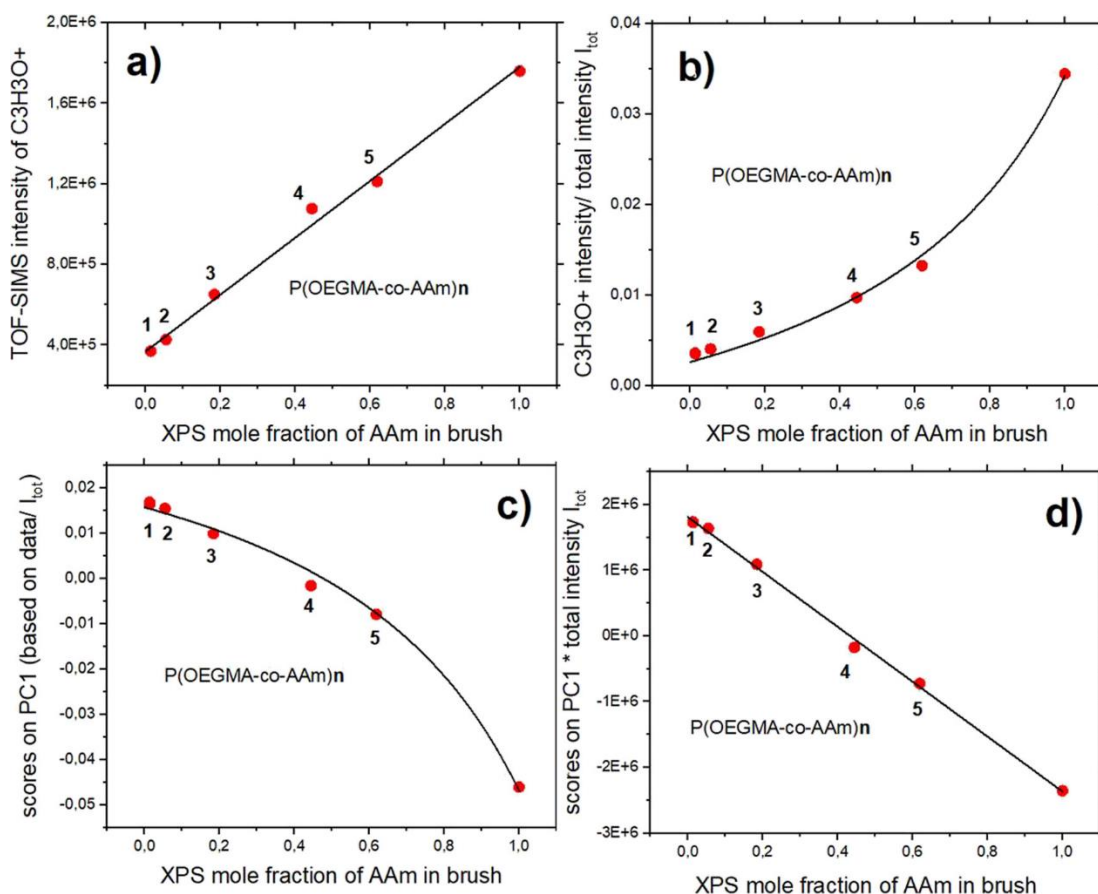 a)
TOF-SIMS intensity of C3H3O+
2,0E+6
1,6E+6
1,2E+6
8,0E+5
4,0E+5
1
2
3
4
5
P(OEGMA-co-AAm)n
0,0 0,2 0,4 0,6 0,8 1,0
XPS mole fraction of AAm in brush
b)
C3H3O+ intensity/ total intensity Itot
0,04
0,03
0,02
0,01
0,00
1
2
3
4
5
P(OEGMA-co-AAm)n
0,0 0,2 0,4 0,6 0,8 1,0
XPS mole fraction of AAm in brush
c)
scores on PC1 (based on data/ Itot)
0,02
0,01
0,00
-0,01
-0,02
-0,03
-0,04
-0,05
1
2
3
4
5
P(OEGMA-co-AAm)n
0,0 0,2 0,4 0,6 0,8 1,0
XPS mole fraction of AAm in brush
d)
scores on PC1 * total intensity Itot
2E+6
1E+6
0E+0
-1E+6
-2E+6
-3E+6
1
2
3
4
5
P(OEGMA-co-AAm)n
0,0 0,2 0,4 0,6 0,8 1,0
XPS mole fraction of AAm in brush